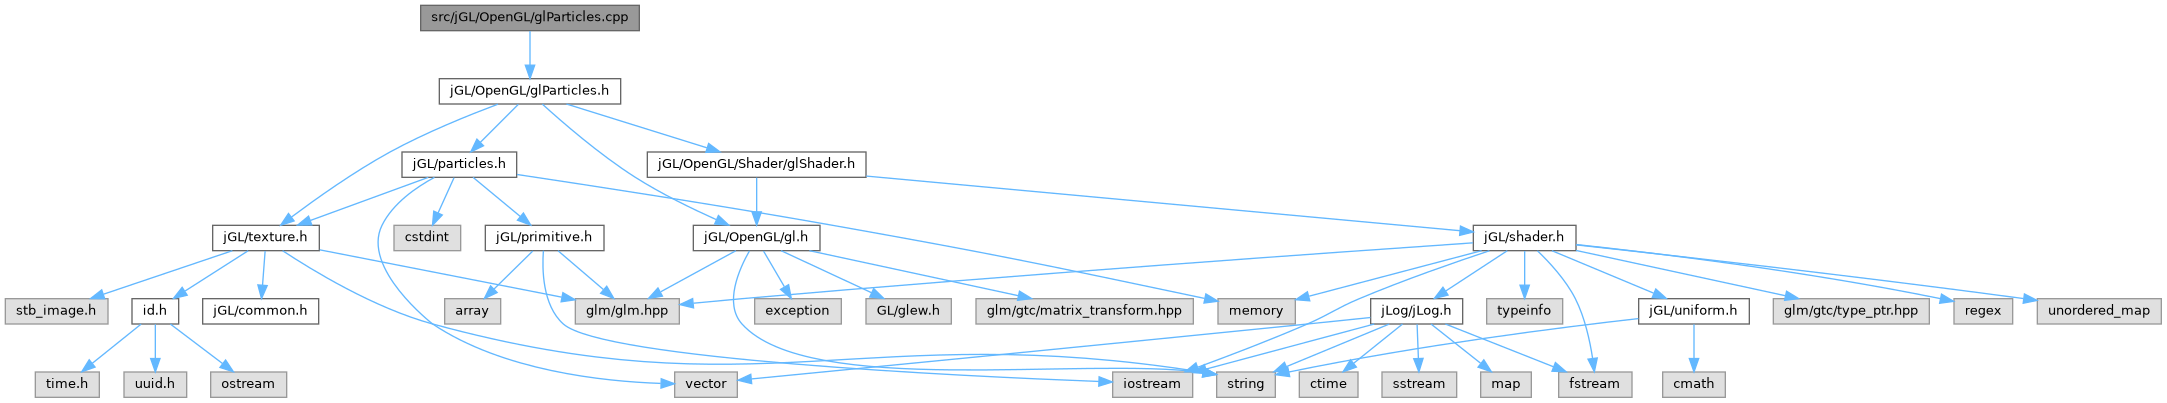 src/jGL/OpenGL/glParticles.cpp
jGL/OpenGL/glParticles.h
jGL/particles.h
jGL/OpenGL/Shader/glShader.h
jGL/texture.h
cstdint
jGL/primitive.h
jGL/OpenGL/gl.h
jGL/shader.h
stb_image.h
id.h
jGL/common.h
array
glm/glm.hpp
exception
GL/glew.h
glm/gtc/matrix_transform.hpp
memory
jLog/jLog.h
typeinfo
jGL/uniform.h
glm/gtc/type_ptr.hpp
regex
unordered_map
time.h
uuid.h
ostream
vector
iostream
string
ctime
sstream
map
fstream
cmath